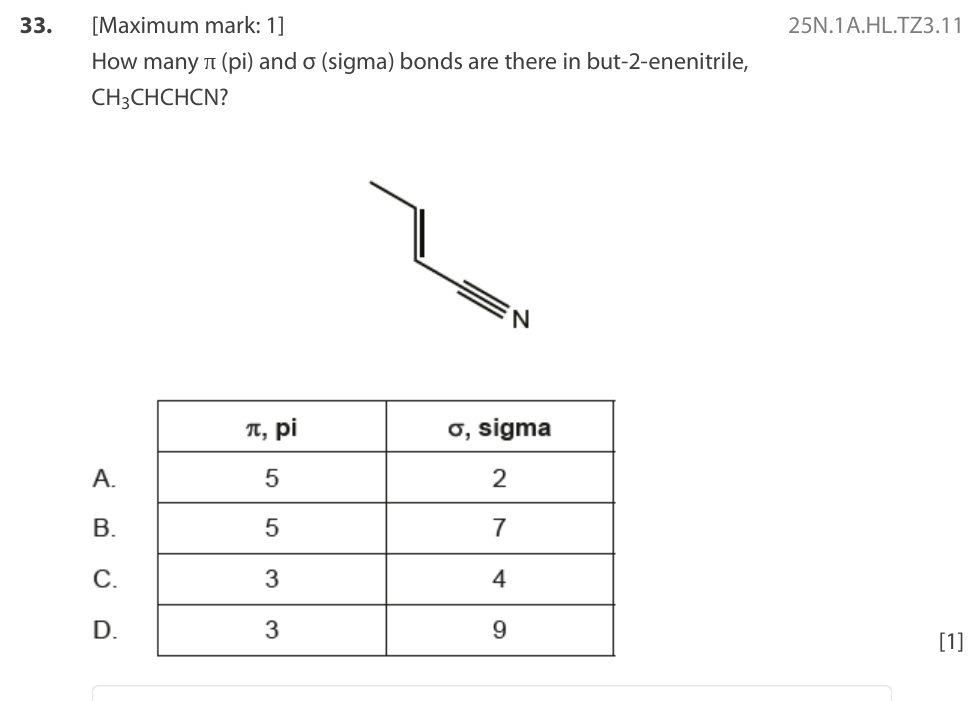 33. [Maximum mark: 1] 25N.1A.HL.TZ3.11
How many π (pi) and σ (sigma) bonds are there in but-2-enenitrile,
CH₃CHCHCN?
N
π, pi σ, sigma
A. 5 2
B. 5 7
C. 3 4
D. 3 9
[1]